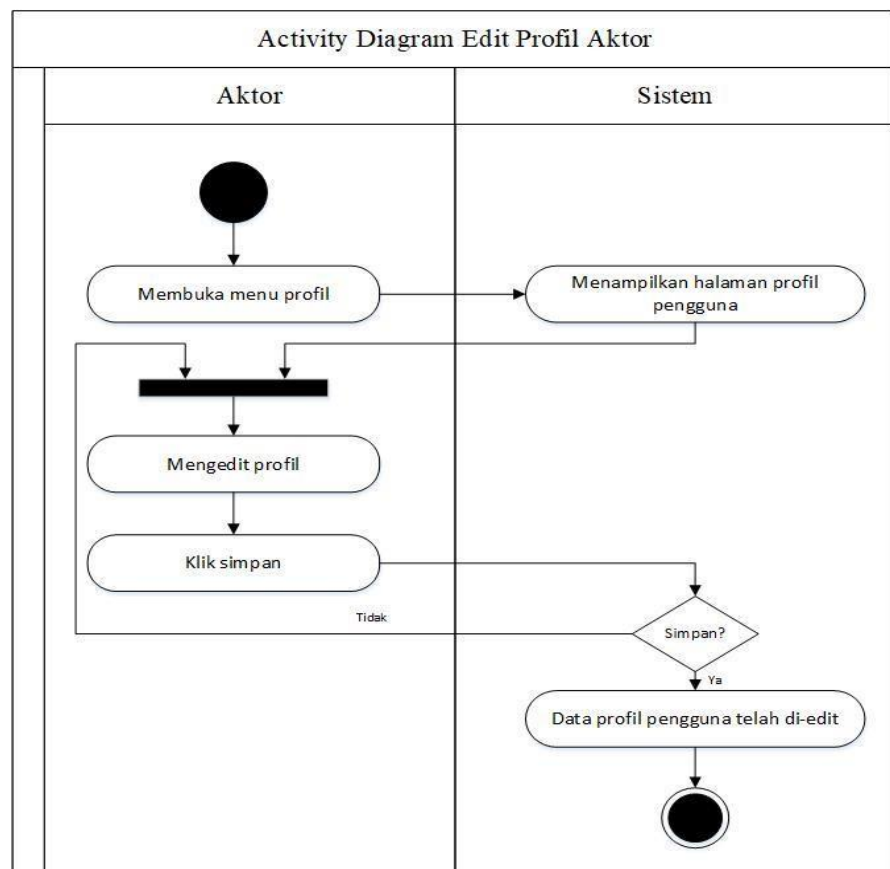 Activity Diagram Edit Profil Aktor
Aktor
Sistem
Membuka menu profil
Menampilkan halaman profil
pengguna
Mengedit profil
Klik simpan
Tidak
Simpan?
Ya
Data profil pengguna telah di-edit